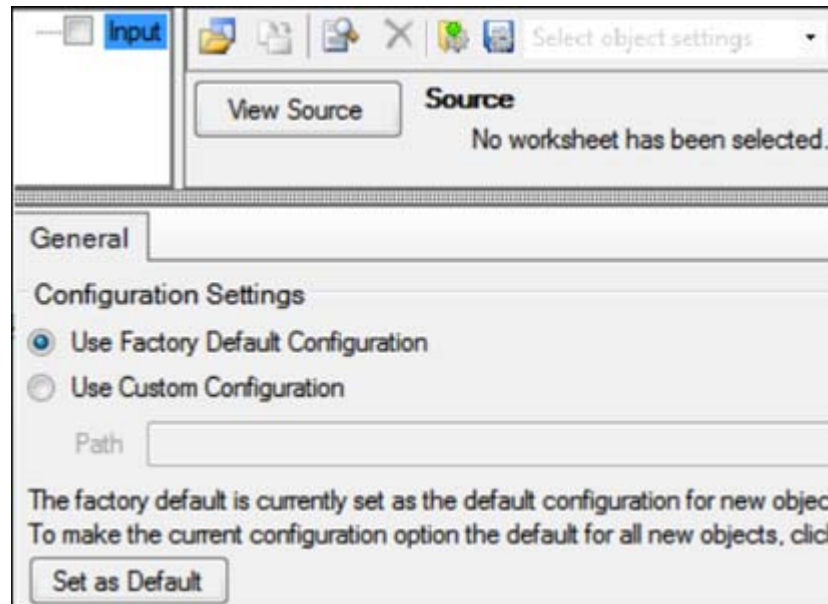 Input
Select object settings
View Source
Source
No worksheet has been selected.
General
Configuration Settings
Use Factory Default Configuration
Use Custom Configuration
Path
The factory default is currently set as the default configuration for new objec
To make the current configuration option the default for all new objects, clic
Set as Default